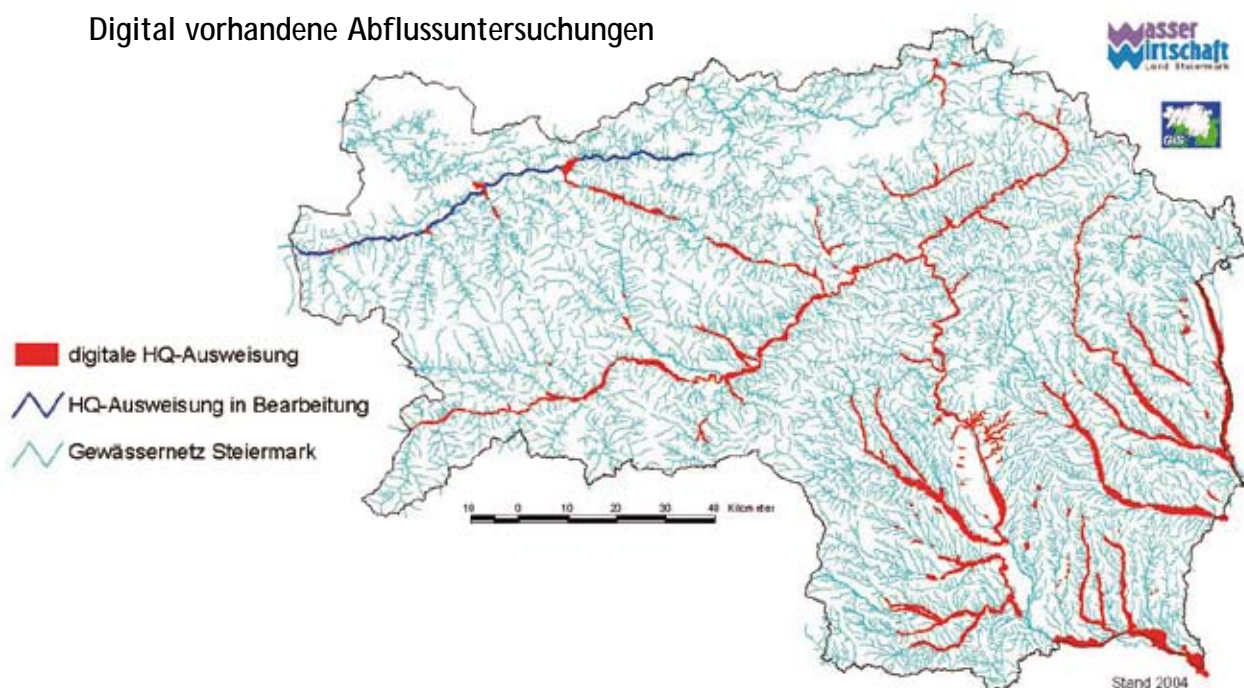 Digital vorhandene Abflussuntersuchungen
Wasser
Wirtschaft
Land Steiermark
GIS
digitale HQ-Ausweisung
HQ-Ausweisung in Bearbeitung
Gewässernetz Steiermark
10 0 10 20 30 40 Kilometer
Stand 2004